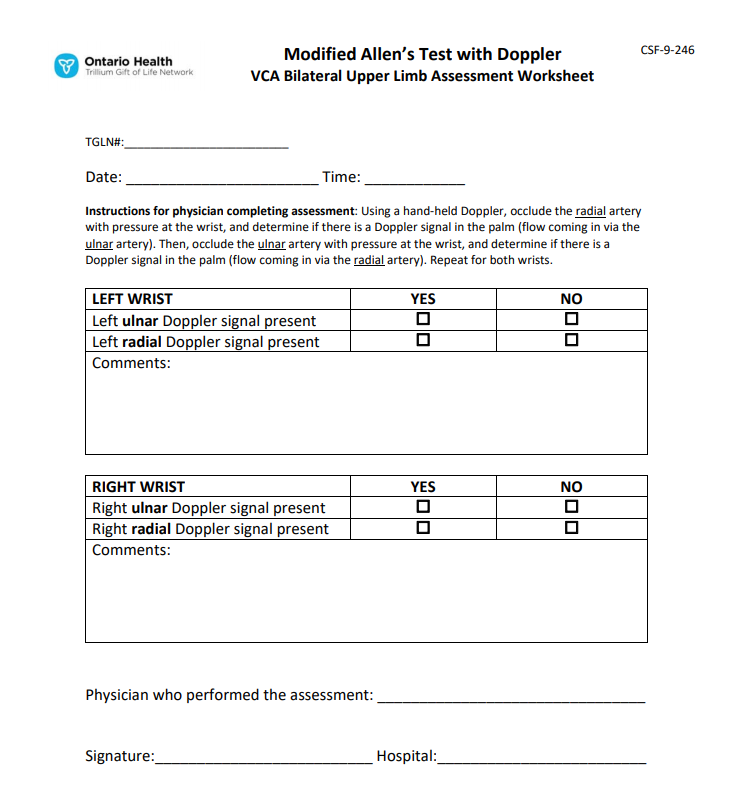 Ontario Health
Trillium Gift of Life Network
Modified Allen's Test with Doppler
VCA Bilateral Upper Limb Assessment Worksheet
CSF-9-246
TGLN#:________________________
Date: ________________________ Time: ____________
Instructions for physician completing assessment: Using a hand-held Doppler, occlude the radial artery
with pressure at the wrist, and determine if there is a Doppler signal in the palm (flow coming in via the
ulnar artery). Then, occlude the ulnar artery with pressure at the wrist, and determine if there is a
Doppler signal in the palm (flow coming in via the radial artery). Repeat for both wrists.
LEFT WRIST YES NO
Left ulnar Doppler signal present ☐ ☐
Left radial Doppler signal present ☐ ☐
Comments:
RIGHT WRIST YES NO
Right ulnar Doppler signal present ☐ ☐
Right radial Doppler signal present ☐ ☐
Comments:
Physician who performed the assessment: ________________________________
Signature:__________________________ Hospital:_________________________